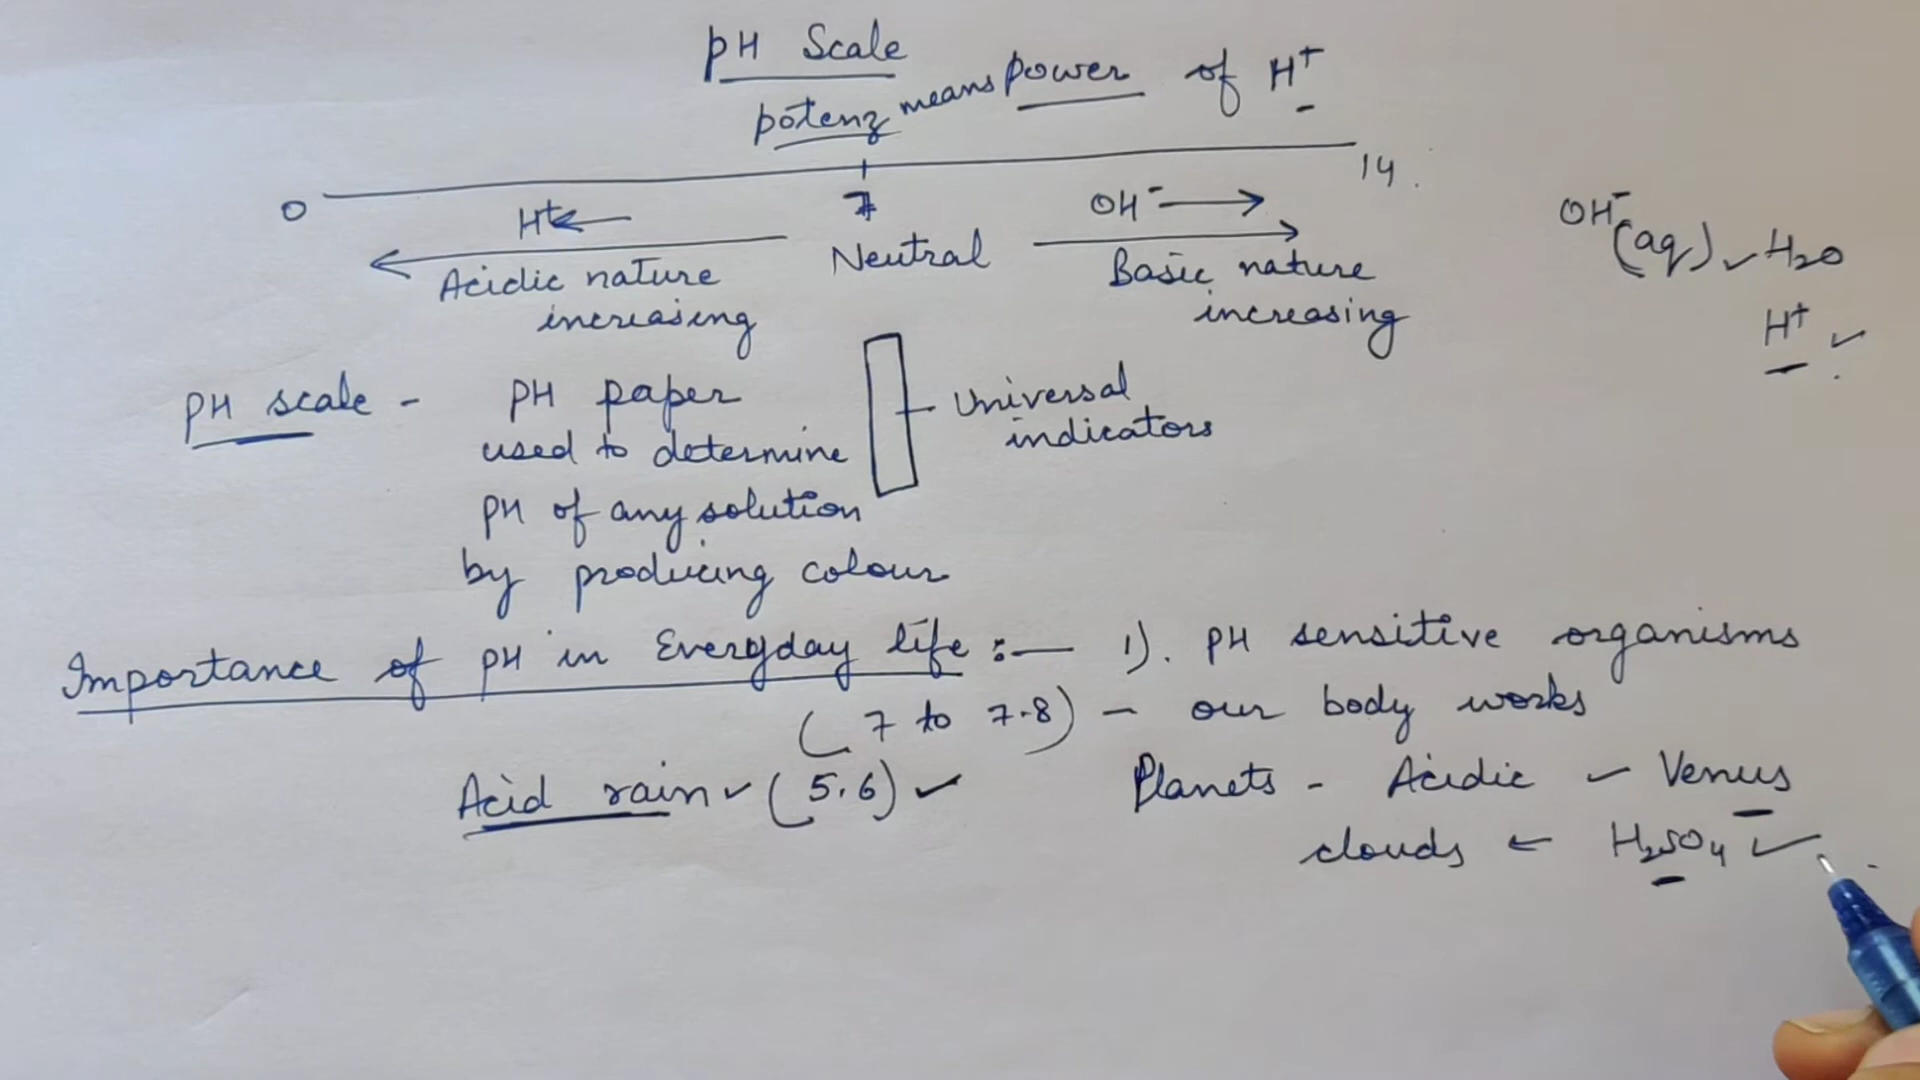 pH Scale
potenz means power of H⁺
0 7 14.
H⁺ ← OH⁻ →
Neutral
Acidic nature increasing
Basic nature increasing
OH⁻(aq) ✓ H₂O
H⁺ ✓
pH scale - pH paper
used to determine
pH of any solution
by producing colour
Universal
indicators
Importance of pH in Everyday life :— 1). pH sensitive organisms
(7 to 7.8) - our body works
Acid rain ✓ (5.6) ✓
Planets - Acidic - Venus
clouds ← H₂SO₄ ✓